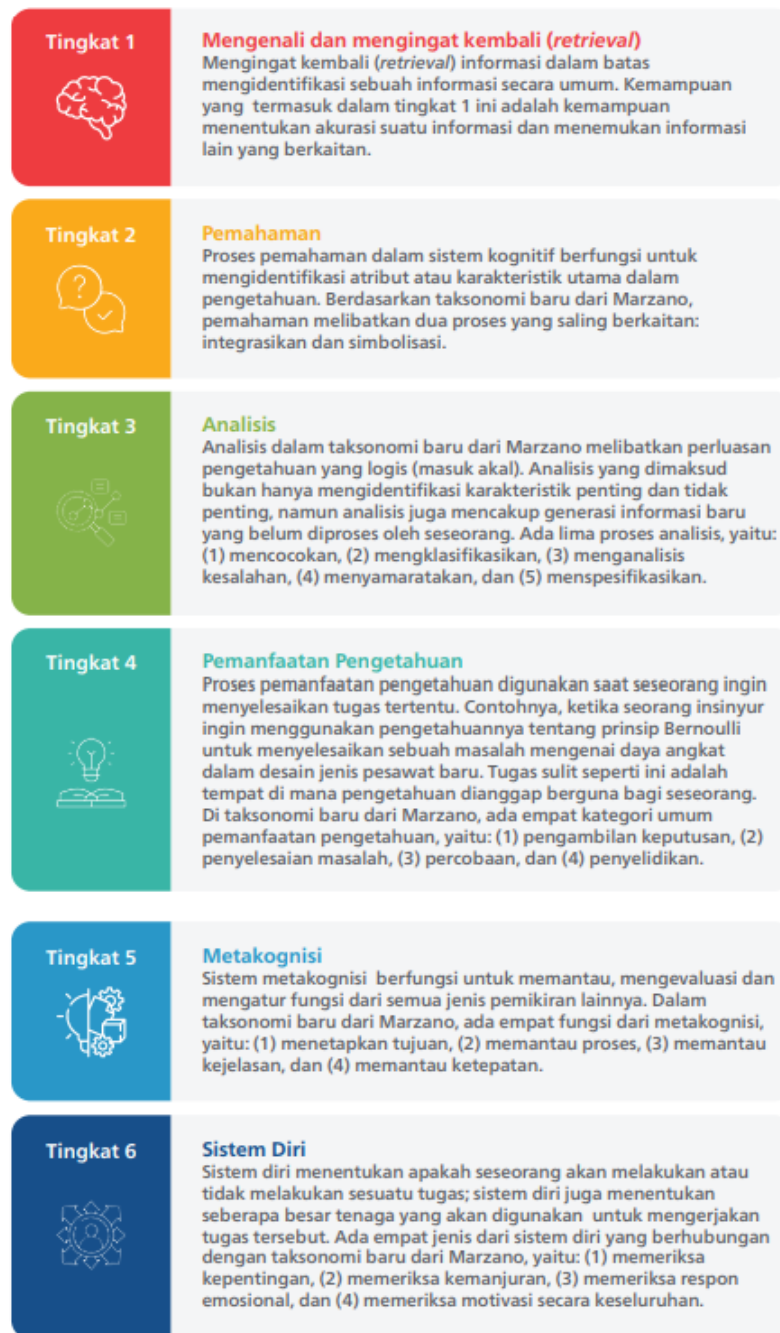 Tingkat 1
Mengenali dan mengingat kembali (retrieval)
Mengingat kembali (retrieval) informasi dalam batas
mengidentifikasi sebuah informasi secara umum. Kemampuan
yang termasuk dalam tingkat 1 ini adalah kemampuan
menentukan akurasi suatu informasi dan menemukan informasi
lain yang berkaitan.
Tingkat 2
Pemahaman
Proses pemahaman dalam sistem kognitif berfungsi untuk
mengidentifikasi atribut atau karakteristik utama dalam
pengetahuan. Berdasarkan taksonomi baru dari Marzano,
pemahaman melibatkan dua proses yang saling berkaitan:
integrasikan dan simbolisasi.
Tingkat 3
Analisis
Analisis dalam taksonomi baru dari Marzano melibatkan perluasan
pengetahuan yang logis (masuk akal). Analisis yang dimaksud
bukan hanya mengidentifikasi karakteristik penting dan tidak
penting, namun analisis juga mencakup generasi informasi baru
yang belum diproses oleh seseorang. Ada lima proses analisis, yaitu:
(1) mencocokan, (2) mengklasifikasikan, (3) menganalisis
kesalahan, (4) menyamaratakan, dan (5) menspesifikasikan.
Tingkat 4
Pemanfaatan Pengetahuan
Proses pemanfaatan pengetahuan digunakan saat seseorang ingin
menyelesaikan tugas tertentu. Contohnya, ketika seorang insinyur
ingin menggunakan pengetahuannya tentang prinsip Bernoulli
untuk menyelesaikan sebuah masalah mengenai daya angkat
dalam desain jenis pesawat baru. Tugas sulit seperti ini adalah
tempat di mana pengetahuan dianggap berguna bagi seseorang.
Di taksonomi baru dari Marzano, ada empat kategori umum
pemanfaatan pengetahuan, yaitu: (1) pengambilan keputusan, (2)
penyelesaian masalah, (3) percobaan, dan (4) penyelidikan.
Tingkat 5
Metakognisi
Sistem metakognisi berfungsi untuk memantau, mengevaluasi dan
mengatur fungsi dari semua jenis pemikiran lainnya. Dalam
taksonomi baru dari Marzano, ada empat fungsi dari metakognisi,
yaitu: (1) menetapkan tujuan, (2) memantau proses, (3) memantau
kejelasan, dan (4) memantau ketepatan.
Tingkat 6
Sistem Diri
Sistem diri menentukan apakah seseorang akan melakukan atau
tidak melakukan sesuatu tugas; sistem diri juga menentukan
seberapa besar tenaga yang akan digunakan untuk mengerjakan
tugas tersebut. Ada empat jenis dari sistem diri yang berhubungan
dengan taksonomi baru dari Marzano, yaitu: (1) memeriksa
kepentingan, (2) memeriksa kemanjuran, (3) memeriksa respon
emosional, dan (4) memeriksa motivasi secara keseluruhan.